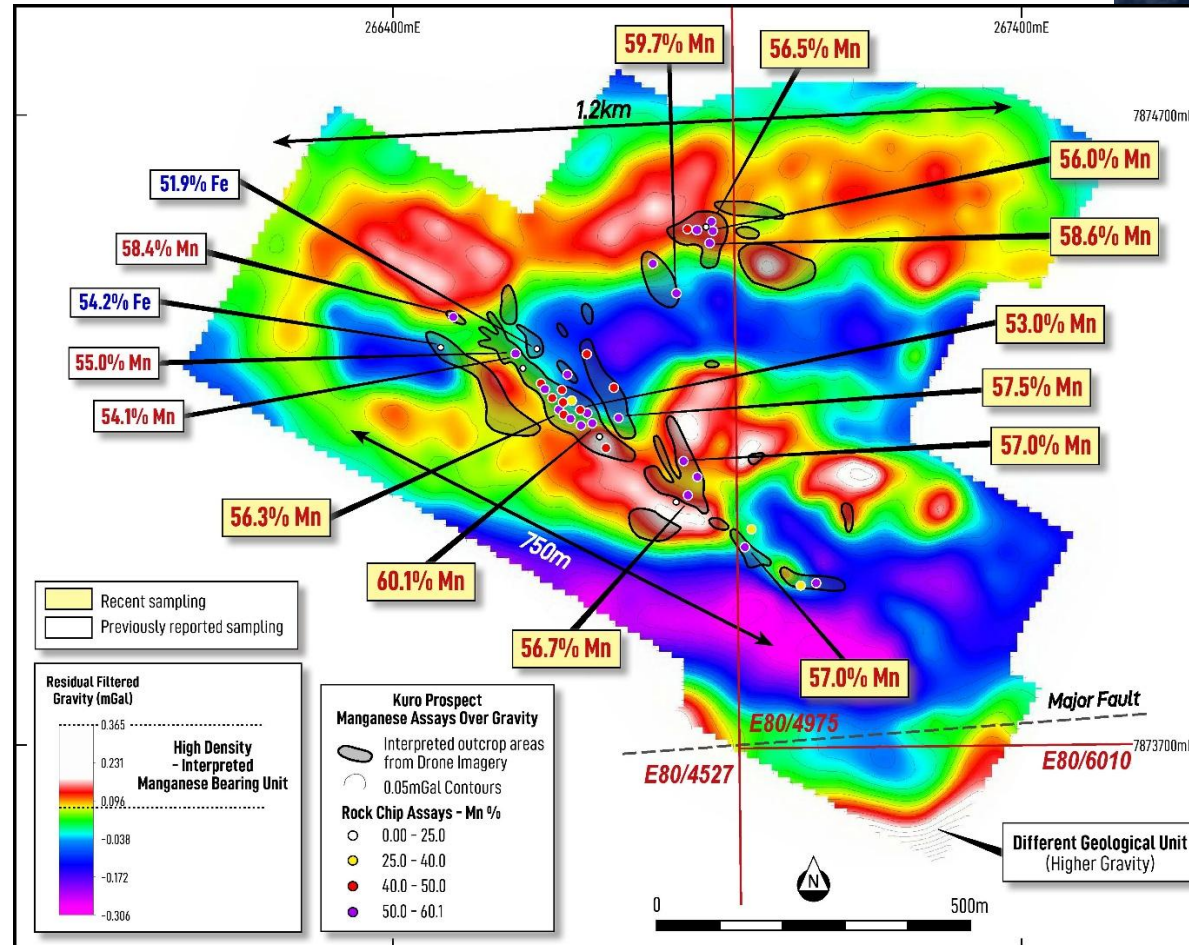 266400mE
267400mE
59.7% Mn
56.5% Mn
1.2km
7874700mN
51.9% Fe
56.0% Mn
58.4% Mn
58.6% Mn
54.2% Fe
53.0% Mn
55.0% Mn
57.5% Mn
54.1% Mn
57.0% Mn
56.3% Mn
750m
60.1% Mn
56.7% Mn
57.0% Mn
Recent sampling
Previously reported sampling
Residual Filtered
Gravity (mGal)
0.365
0.231
0.096
-0.038
-0.172
-0.306
High Density
- Interpreted
Manganese Bearing Unit
Kuro Prospect
Manganese Assays Over Gravity
Interpreted outcrop areas
from Drone Imagery
0.05mGal Contours
Rock Chip Assays - Mn %
0.00 - 25.0
25.0 - 40.0
40.0 - 50.0
50.0 - 60.1
E80/4975
Major Fault
7873700mN
E80/4527
E80/6010
Different Geological Unit
(Higher Gravity)
N
0
500m